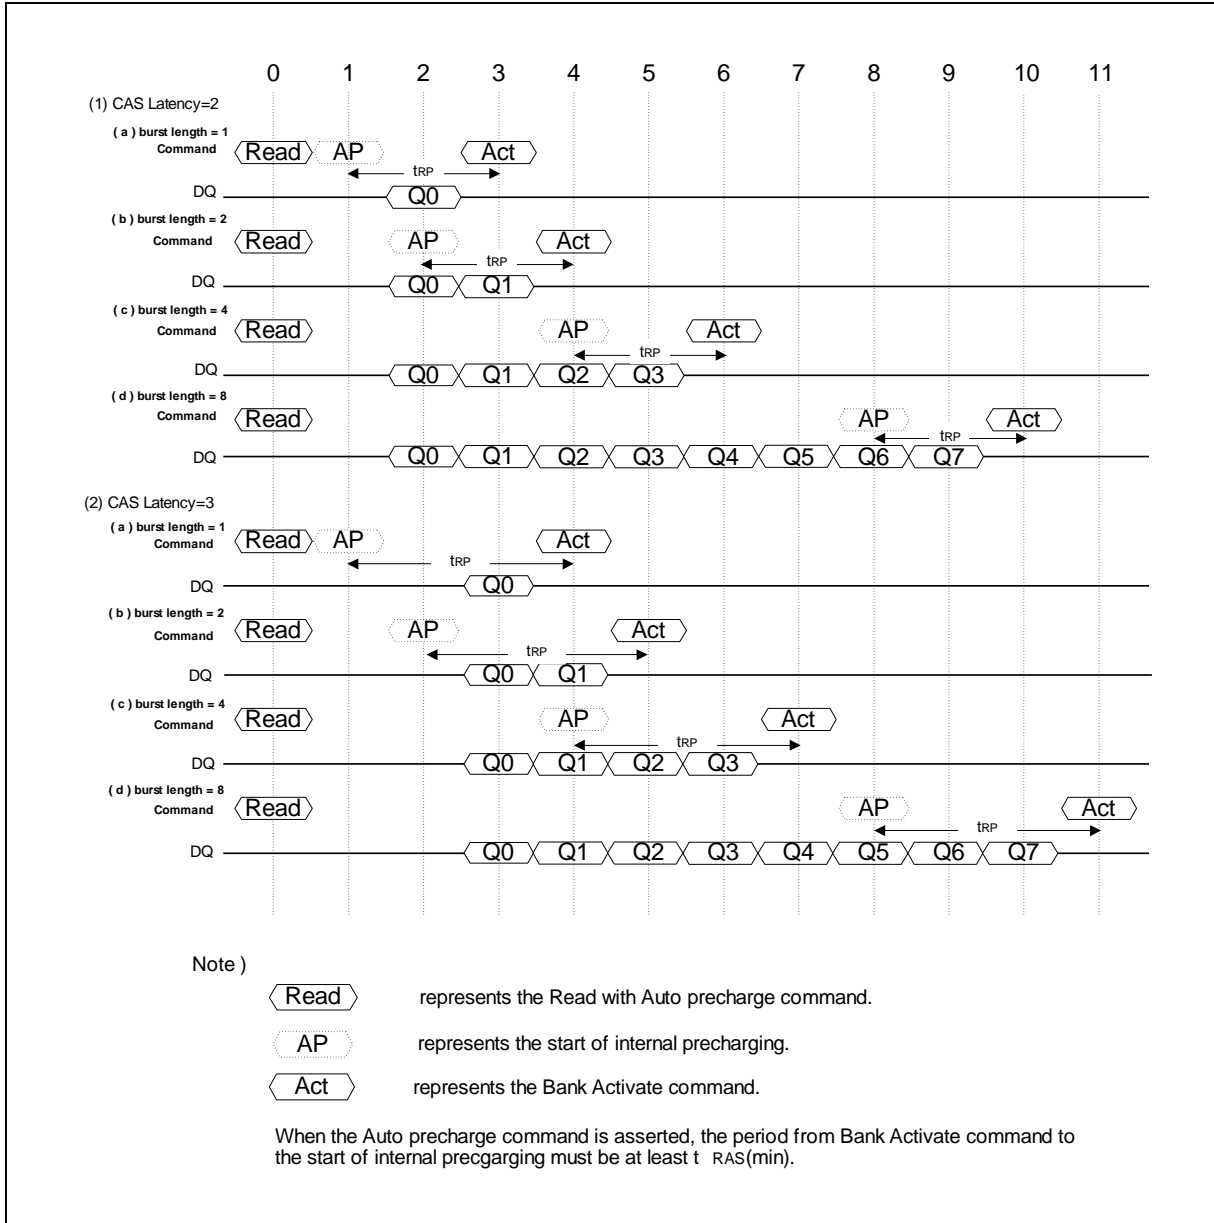 0 1 2 3 4 5 6 7 8 9 10 11
(1) CAS Latency=2
( a ) burst length = 1
Command Read AP Act
tRP
DQ Q0
( b ) burst length = 2
Command Read AP Act
tRP
DQ Q0 Q1
( c ) burst length = 4
Command Read AP Act
tRP
DQ Q0 Q1 Q2 Q3
( d ) burst length = 8
Command Read AP Act
tRP
DQ Q0 Q1 Q2 Q3 Q4 Q5 Q6 Q7
(2) CAS Latency=3
( a ) burst length = 1
Command Read AP Act
tRP
DQ Q0
( b ) burst length = 2
Command Read AP Act
tRP
DQ Q0 Q1
( c ) burst length = 4
Command Read AP Act
tRP
DQ Q0 Q1 Q2 Q3
( d ) burst length = 8
Command Read AP Act
tRP
DQ Q0 Q1 Q2 Q3 Q4 Q5 Q6 Q7
Note )
Read represents the Read with Auto precharge command.
AP represents the start of internal precharging.
Act represents the Bank Activate command.
When the Auto precharge command is asserted, the period from Bank Activate command to
the start of internal precgarging must be at least t RAS(min).